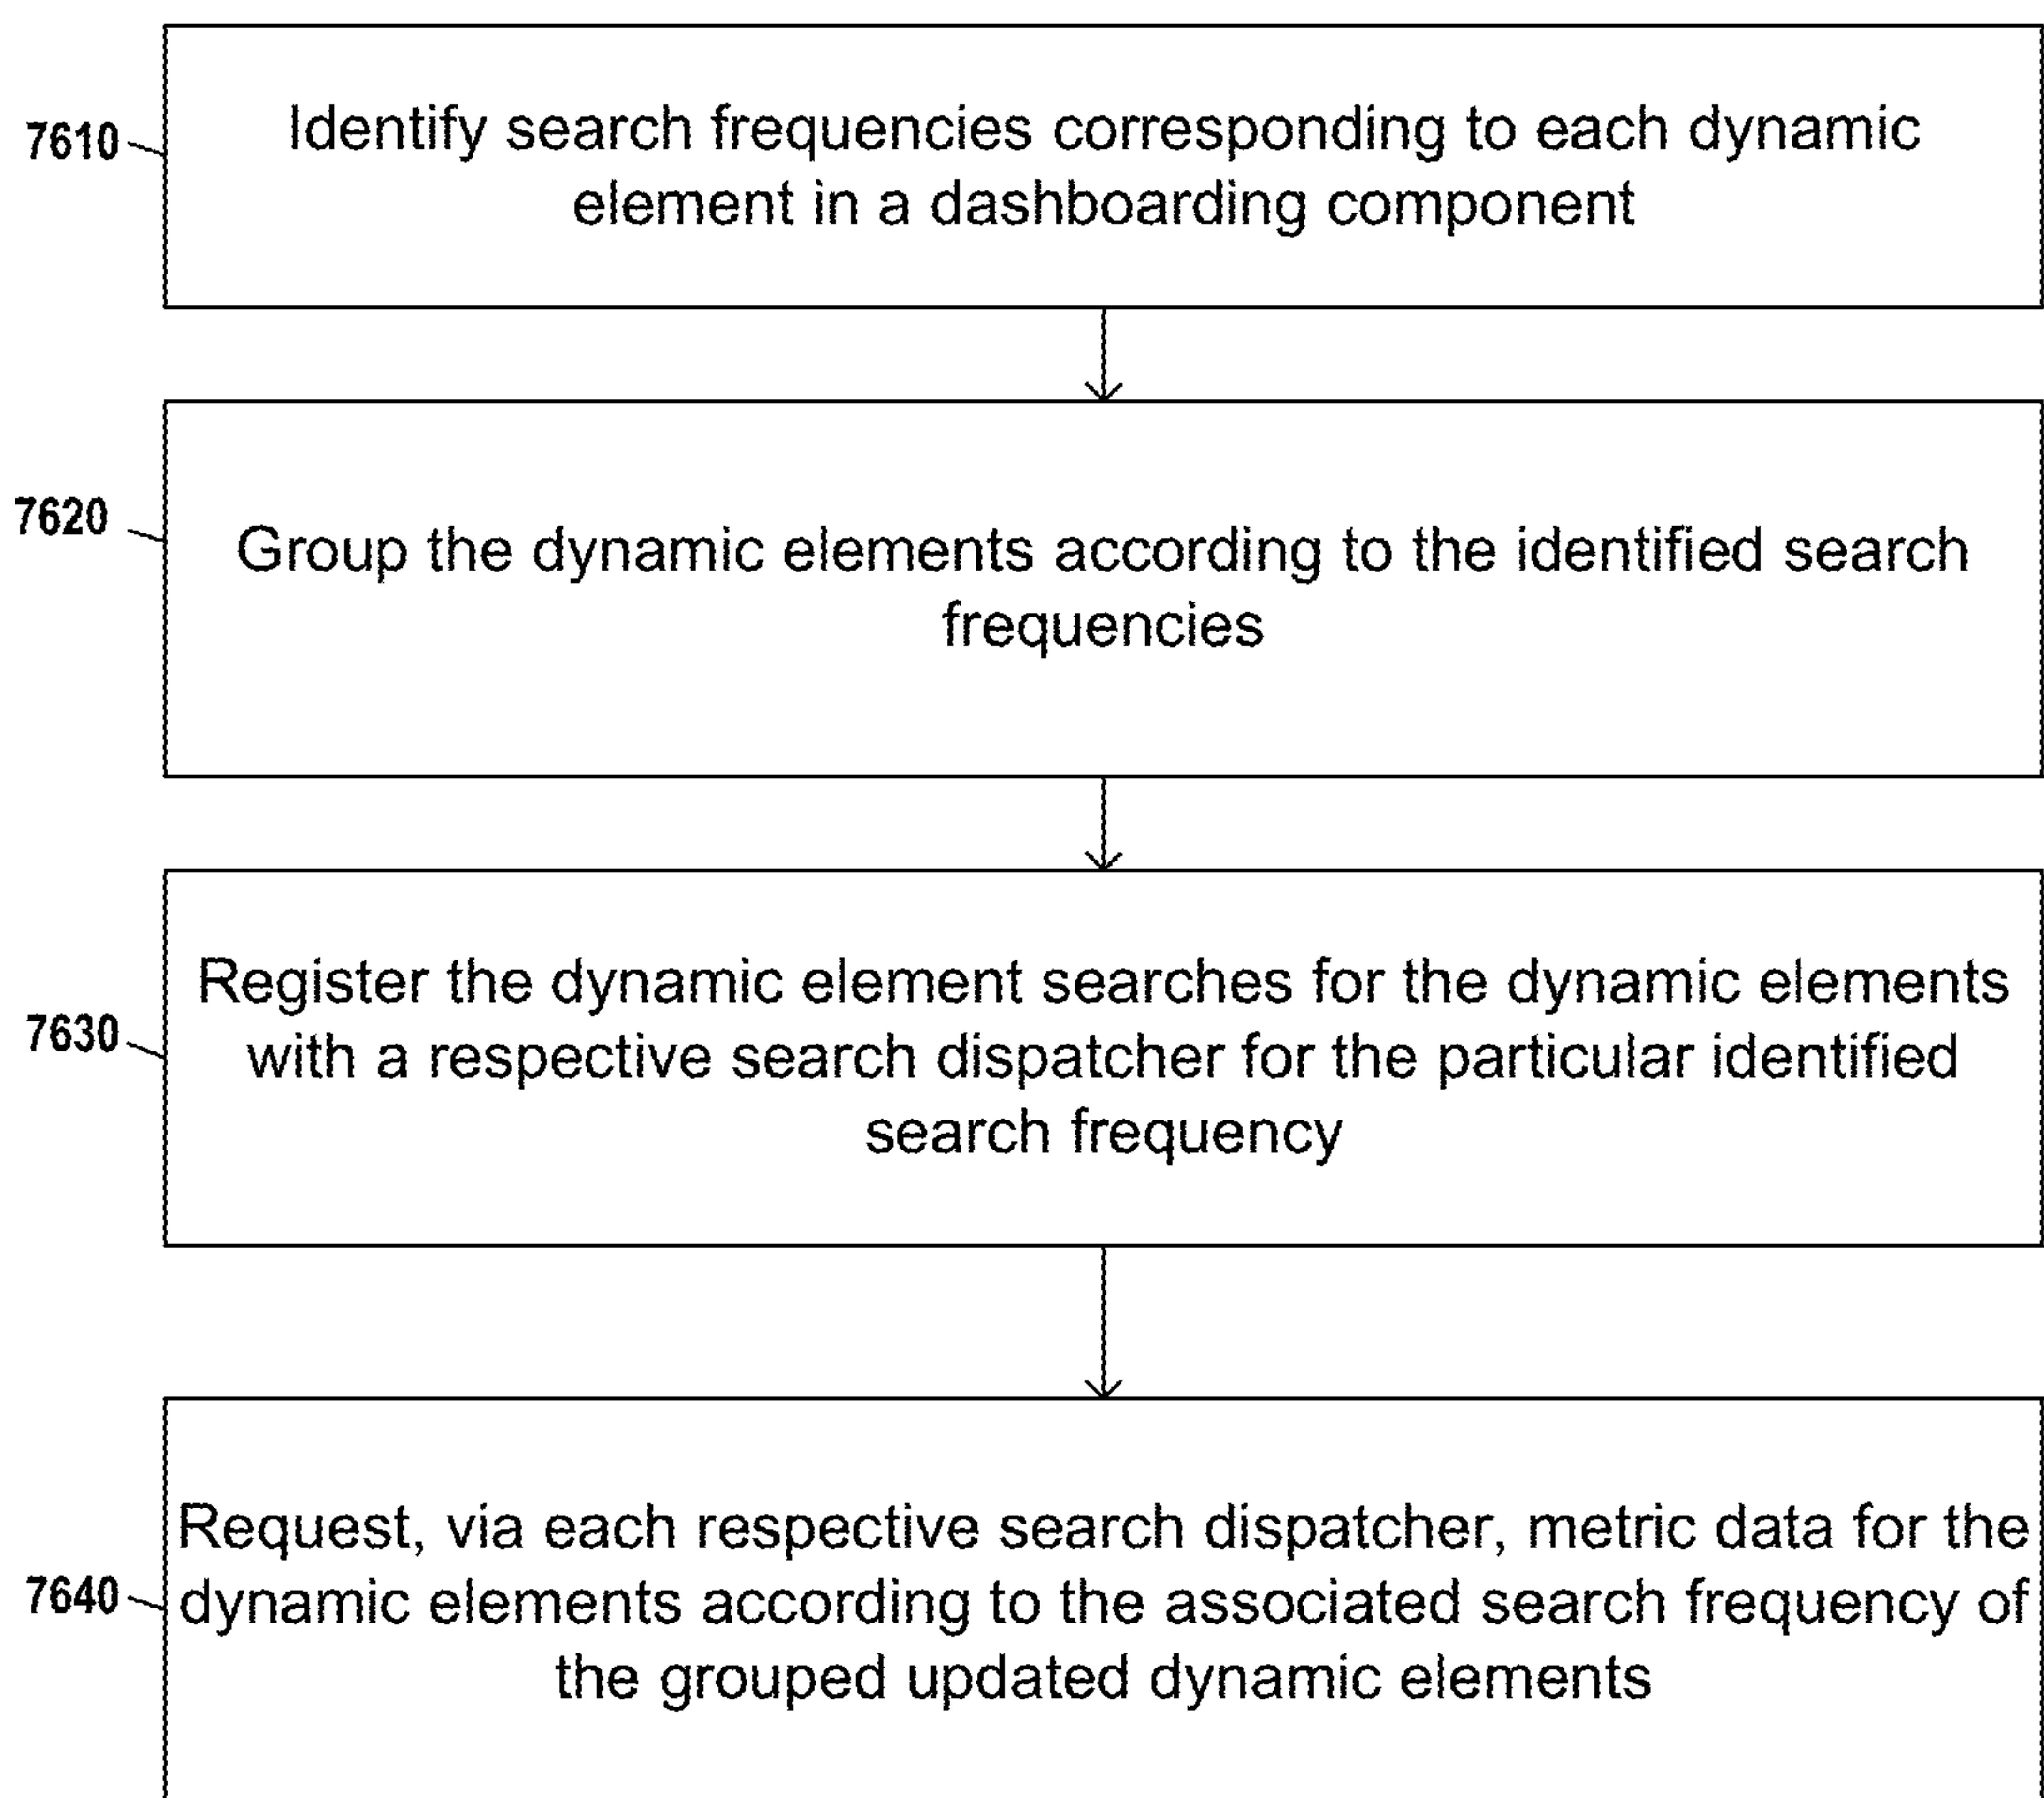 7610
Identify search frequencies corresponding to each dynamic
element in a dashboarding component
7620
Group the dynamic elements according to the identified search
frequencies
7630
Register the dynamic element searches for the dynamic elements
with a respective search dispatcher for the particular identified
search frequency
7640
Request, via each respective search dispatcher, metric data for the
dynamic elements according to the associated search frequency of
the grouped updated dynamic elements